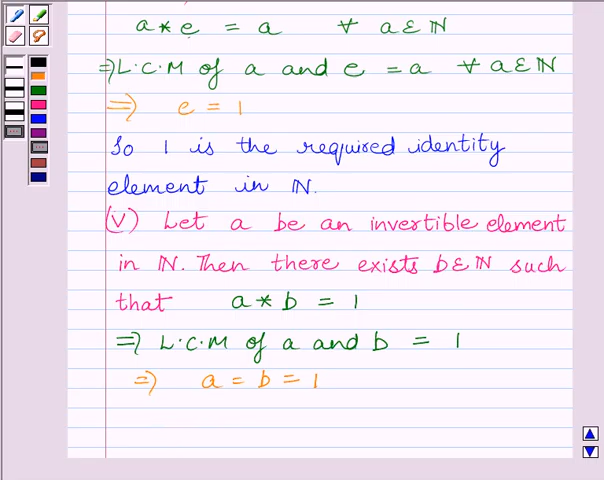 a * e = a ∀ a ε ℕ
⇒ L.C.M of a and e = a ∀ a ε ℕ
⇒ e = 1
So 1 is the required identity
element in ℕ.
(V) Let a be an invertible element
in ℕ. Then there exists b ε ℕ such
that a * b = 1
⇒ L.C.M of a and b = 1
⇒ a = b = 1